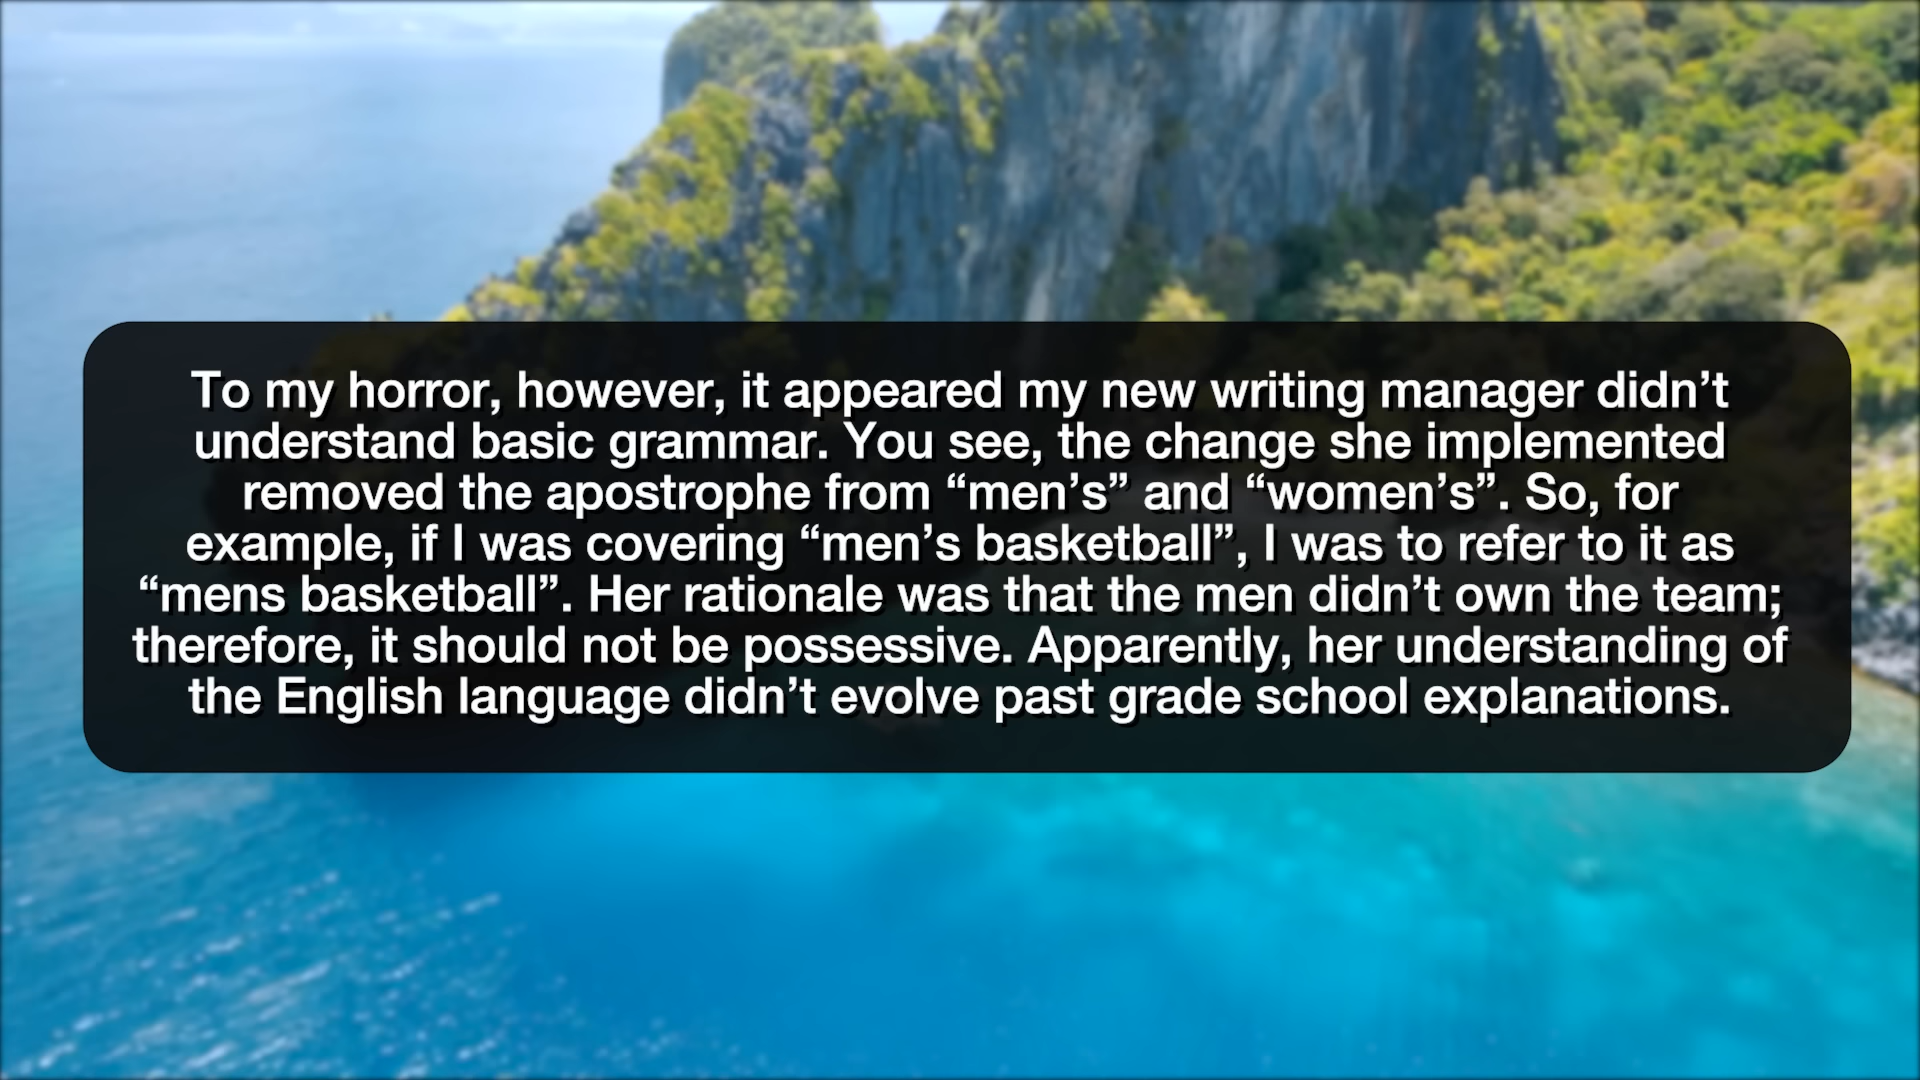 To my horror, however, it appeared my new writing manager didn’t
understand basic grammar. You see, the change she implemented
removed the apostrophe from “men’s” and “women’s”. So, for
example, if I was covering “men’s basketball”, I was to refer to it as
“mens basketball”. Her rationale was that the men didn’t own the team;
therefore, it should not be possessive. Apparently, her understanding of
the English language didn’t evolve past grade school explanations.